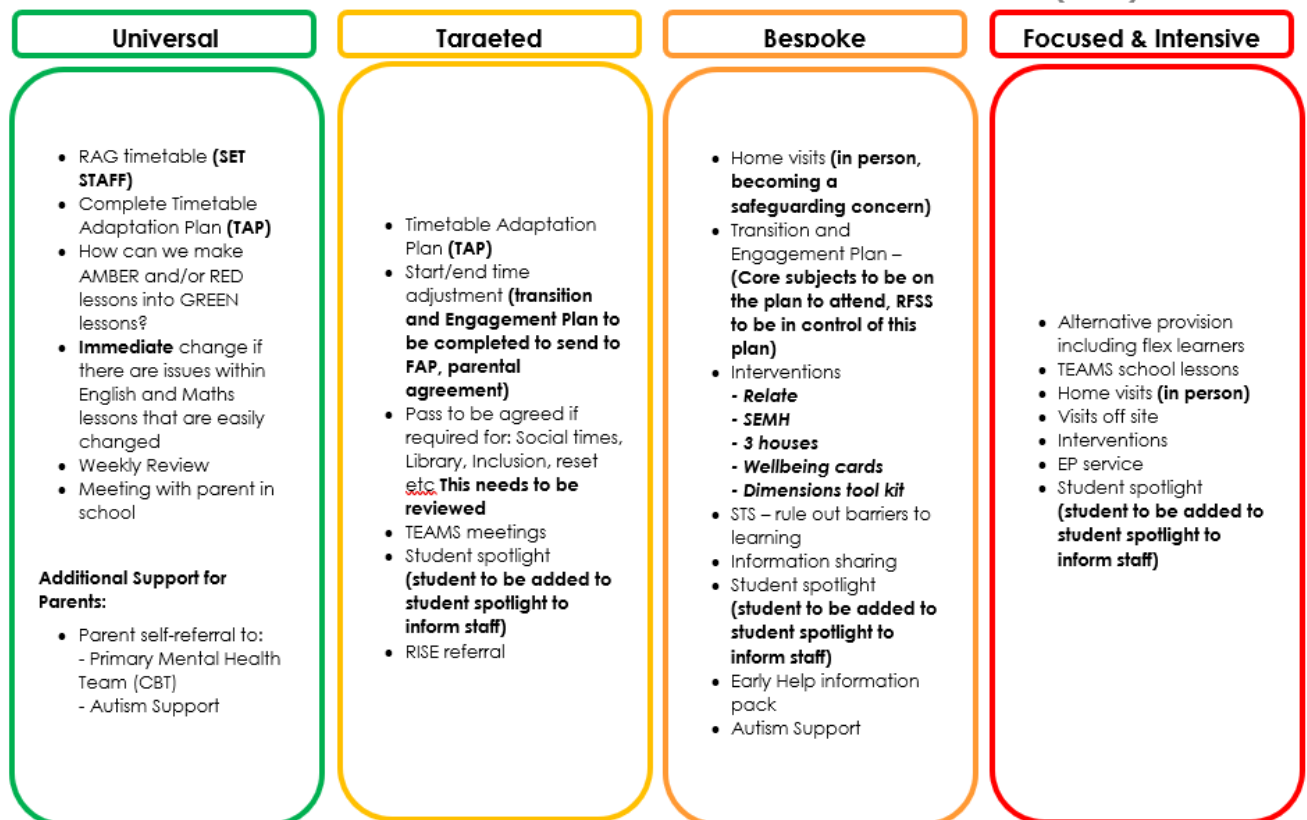 Universal
RAG timetable (SET
STAFF)
Complete Timetable
Adaptation Plan (TAP)
How can we make
AMBER and/or RED
lessons into GREEN
lessons?
Immediate change if
there are issues within
English and Maths
lessons that are easily
changed
Weekly Review
Meeting with parent in
school
Additional Support for
Parents:
Parent self-referral to:
- Primary Mental Health
Team (CBT)
- Autism Support
Targeted
Timetable Adaptation
Plan (TAP)
Start/end time
adjustment (transition
and Engagement Plan to
be completed to send to
FAP, parental
agreement)
Pass to be agreed if
required for: Social times,
Library, Inclusion, reset
etc This needs to be
reviewed
TEAMS meetings
Student spotlight
(student to be added to
student spotlight to
inform staff)
RISE referral
Bespoke
Home visits (in person,
becoming a
safeguarding concern)
Transition and
Engagement Plan –
(Core subjects to be on
the plan to attend, RFSS
to be in control of this
plan)
Interventions
- Relate
- SEMH
- 3 houses
- Wellbeing cards
- Dimensions tool kit
STS – rule out barriers to
learning
Information sharing
Student spotlight
(student to be added to
student spotlight to
inform staff)
Early Help information
pack
Autism Support
Focused & Intensive
Alternative provision
including flex learners
TEAMS school lessons
Home visits (in person)
Visits off site
Interventions
EP service
Student spotlight
(student to be added to
student spotlight to
inform staff)